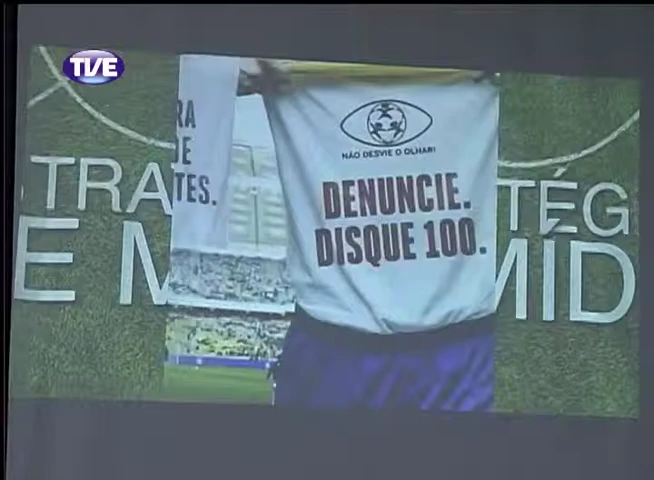 TVE
TRA
E M
RA
DE
TES.
NÃO DESVIE O OLHAR!
DENUNCIE.
DISQUE 100.
TÉG
MÍD